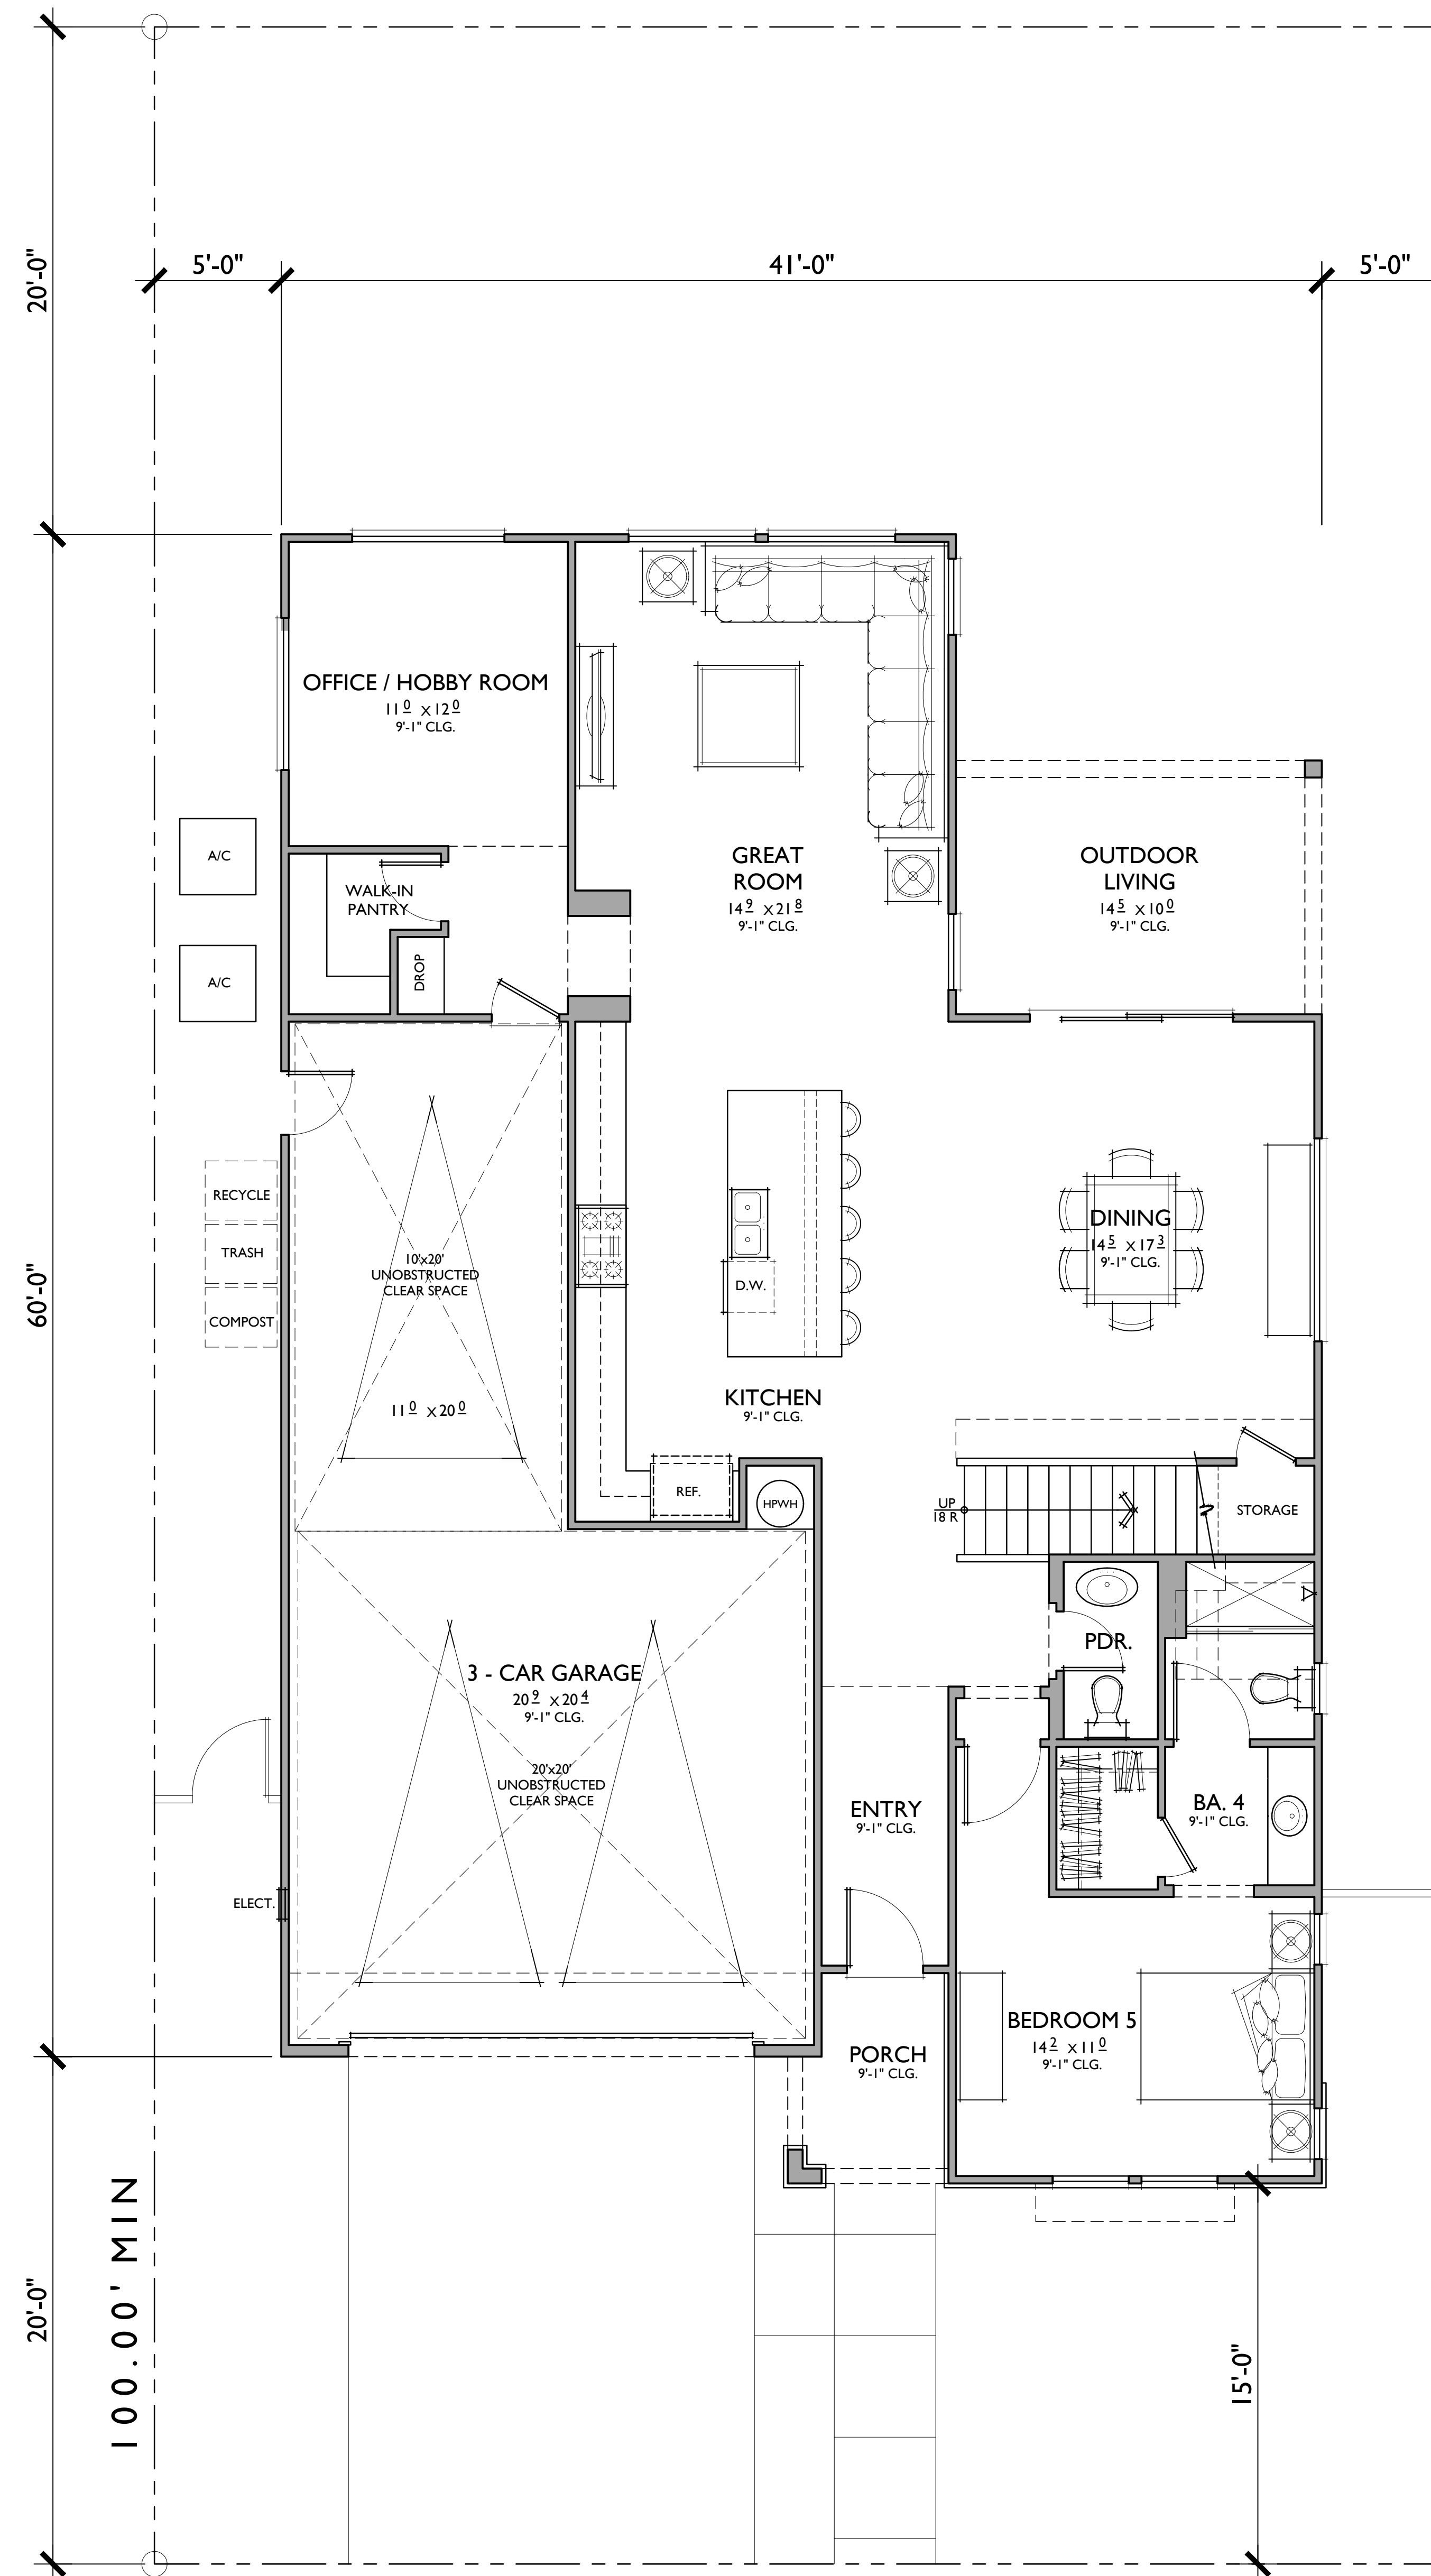 5'-0"
41'-0"
5'-0"
20'-0"
OFFICE / HOBBY ROOM
11 0 x 12 0
9'-1" CLG.
A/C
WALK-IN
PANTRY
GREAT
ROOM
14 9 x 21 8
9'-1" CLG.
OUTDOOR
LIVING
14 5 x 10 0
9'-1" CLG.
A/C
DROP
RECYCLE
TRASH
COMPOST
60'-0"
10'x20'
UNOBSTRUCTED
CLEAR SPACE
11 0 x 20 0
D.W.
DINING
14 5 x 17 3
9'-1" CLG.
KITCHEN
9'-1" CLG.
REF.
HPWH
UP
18 R
STORAGE
3 - CAR GARAGE
20 9 x 20 4
9'-1" CLG.
20'x20'
UNOBSTRUCTED
CLEAR SPACE
PDR.
ENTRY
9'-1" CLG.
BA. 4
9'-1" CLG.
ELECT.
PORCH
9'-1" CLG.
BEDROOM 5
14 2 x 11 0
9'-1" CLG.
20'-0"
100.00' MIN
15'-0"